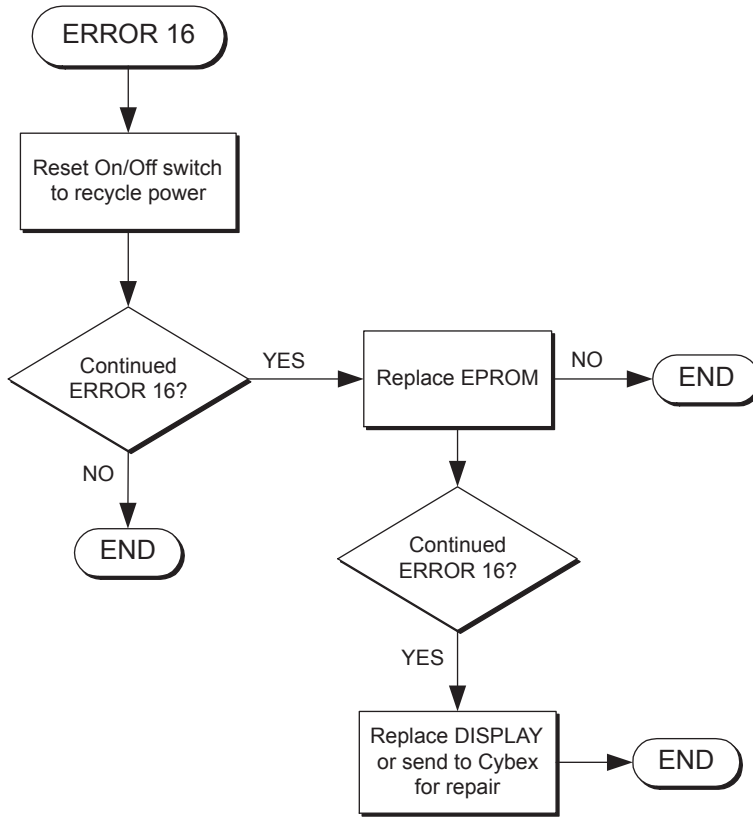 ERROR 16
Reset On/Off switch
to recycle power
Continued
ERROR 16?
YES
Replace EPROM
NO
END
NO
END
Continued
ERROR 16?
YES
Replace DISPLAY
or send to Cybex
for repair
END